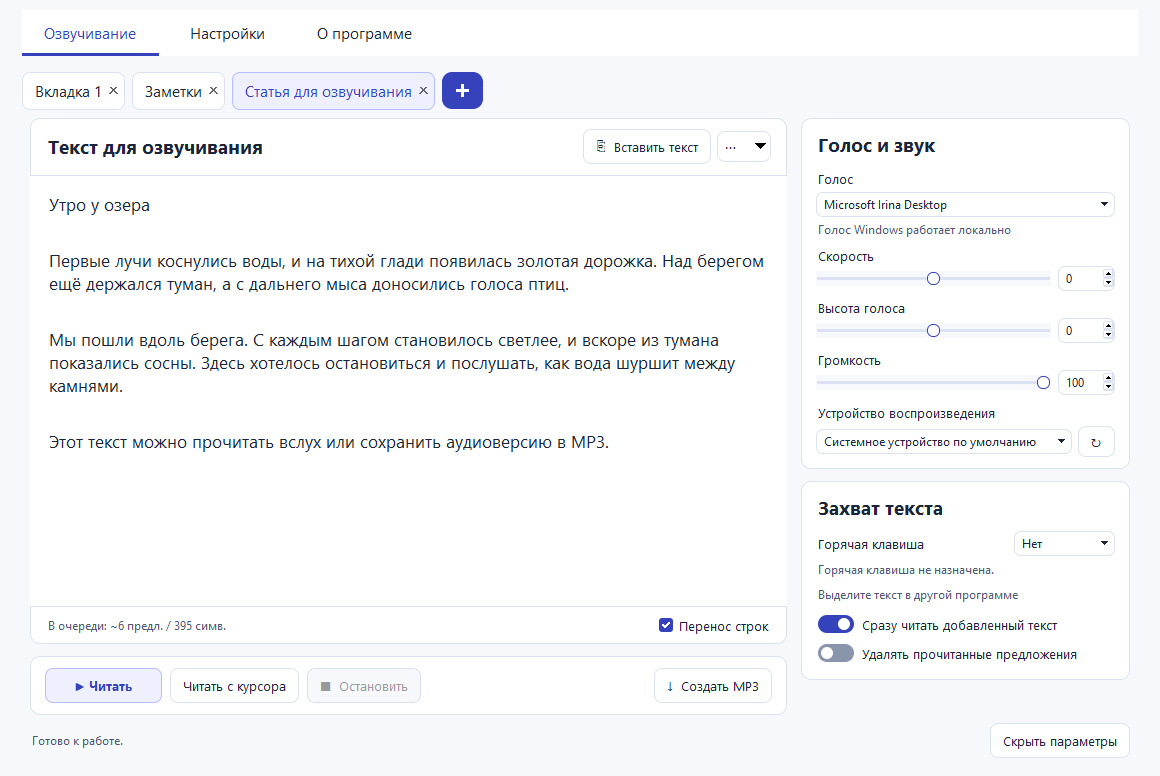 Озвучивание Настройки О программе
Вкладка 1 × Заметки × Статья для озвучивания × +
Текст для озвучивания
Вставить текст ...
Утро у озера
Первые лучи коснулись воды, и на тихой глади появилась золотая дорожка. Над берегом
ещё держался туман, а с дальнего мыса доносились голоса птиц.
Мы пошли вдоль берега. С каждым шагом становилось светлее, и вскоре из тумана
показались сосны. Здесь хотелось остановиться и послушать, как вода шуршит между
камнями.
Этот текст можно прочитать вслух или сохранить аудиоверсию в MP3.
В очереди: ~6 предл. / 395 симв.
Перенос строк
▶ Читать Читать с курсора ■ Остановить ↓ Создать MP3
Готово к работе.
Голос и звук
Голос
Microsoft Irina Desktop
Голос Windows работает локально
Скорость
0
Высота голоса
0
Громкость
100
Устройство воспроизведения
Системное устройство по умолчанию ↻
Захват текста
Горячая клавиша Нет
Горячая клавиша не назначена.
Выделите текст в другой программе
Сразу читать добавленный текст
Удалять прочитанные предложения
Скрыть параметры